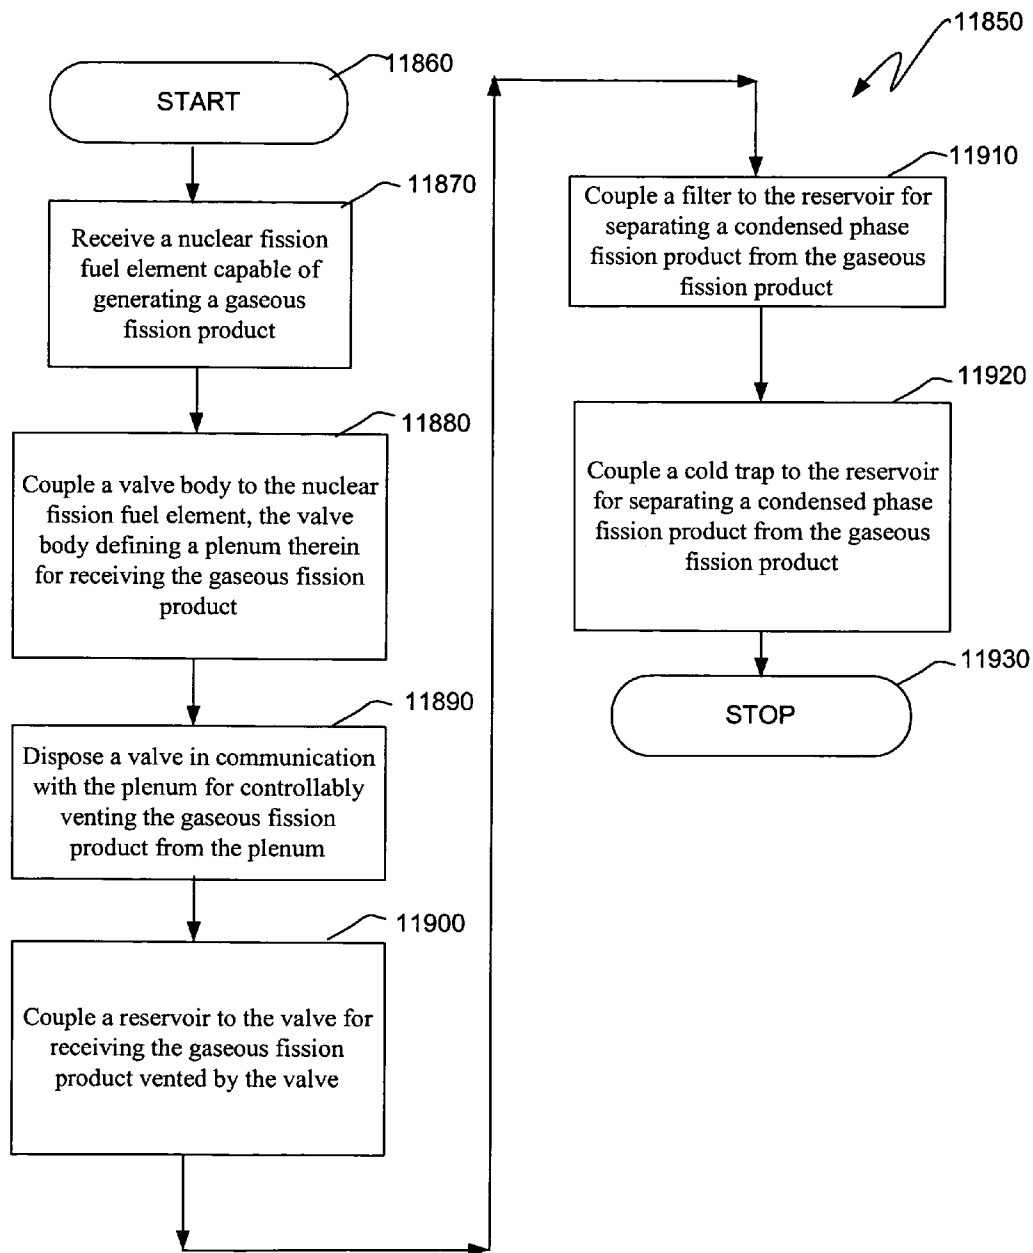 11860
START
11870
Receive a nuclear fission
fuel element capable of
generating a gaseous
fission product
11880
Couple a valve body to the nuclear
fission fuel element, the valve
body defining a plenum therein
for receiving the gaseous fission
product
11890
Dispose a valve in communication
with the plenum for controllably
venting the gaseous fission
product from the plenum
11900
Couple a reservoir to the valve for
receiving the gaseous fission
product vented by the valve
11850
11910
Couple a filter to the reservoir for
separating a condensed phase
fission product from the gaseous
fission product
11920
Couple a cold trap to the reservoir
for separating a condensed phase
fission product from the gaseous
fission product
11930
STOP